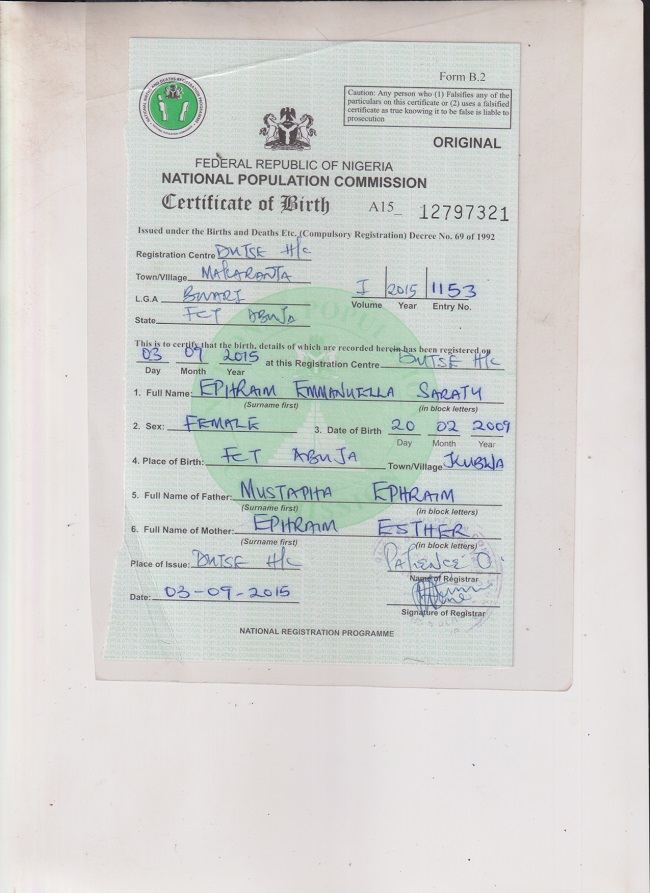 Form B.2
Caution: Any person who (1) Falsifies any of the
particulars on this certificate or (2) uses a falsified
certificate as true knowing it to be false is liable to
prosecution
ORIGINAL
FEDERAL REPUBLIC OF NIGERIA
NATIONAL POPULATION COMMISSION
Certificate of Birth A15_ 12797321
Issued under the Births and Deaths Etc. (Compulsory Registration) Decree No. 69 of 1992
Registration Centre DUTSE H/C
Town/Village MAKARANTA
L.G.A BWARI
State FCT ABUJA
I 2015 1153
Volume Year Entry No.
This is to certify that the birth, details of which are recorded herein has been registered on
03 09 2015 at this Registration Centre DUTSE H/C
Day Month Year
1. Full Name: EPHRAIM EMMANUELLA SARATY
(Surname first) (in block letters)
2. Sex: FEMALE 3. Date of Birth 20 02 2009
Day Month Year
4. Place of Birth: FCT ABUJA Town/Village KUBWA
5. Full Name of Father: MUSTAPHA EPHRAIM
(Surname first) (in block letters)
6. Full Name of Mother: EPHRAIM ESTHER
(Surname first) (in block letters)
Place of Issue: DUTSE H/C PATIENCE O.
Name of Registrar
Date: 03-09-2015
Signature of Registrar
NATIONAL REGISTRATION PROGRAMME